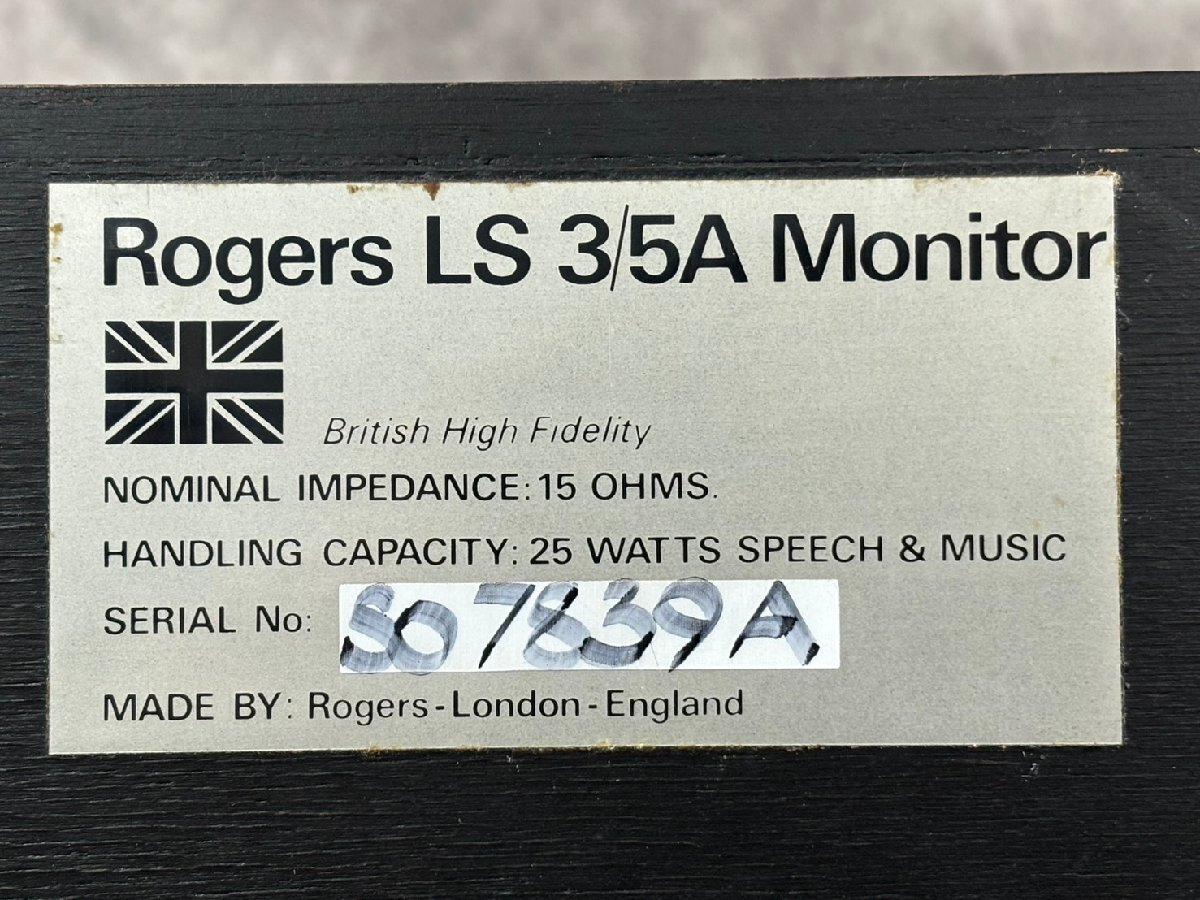 Rogers LS 3/5A Monitor
British High Fidelity
NOMINAL IMPEDANCE: 15 OHMS.
HANDLING CAPACITY: 25 WATTS SPEECH & MUSIC
SERIAL No: SO7839A
MADE BY: Rogers-London-England